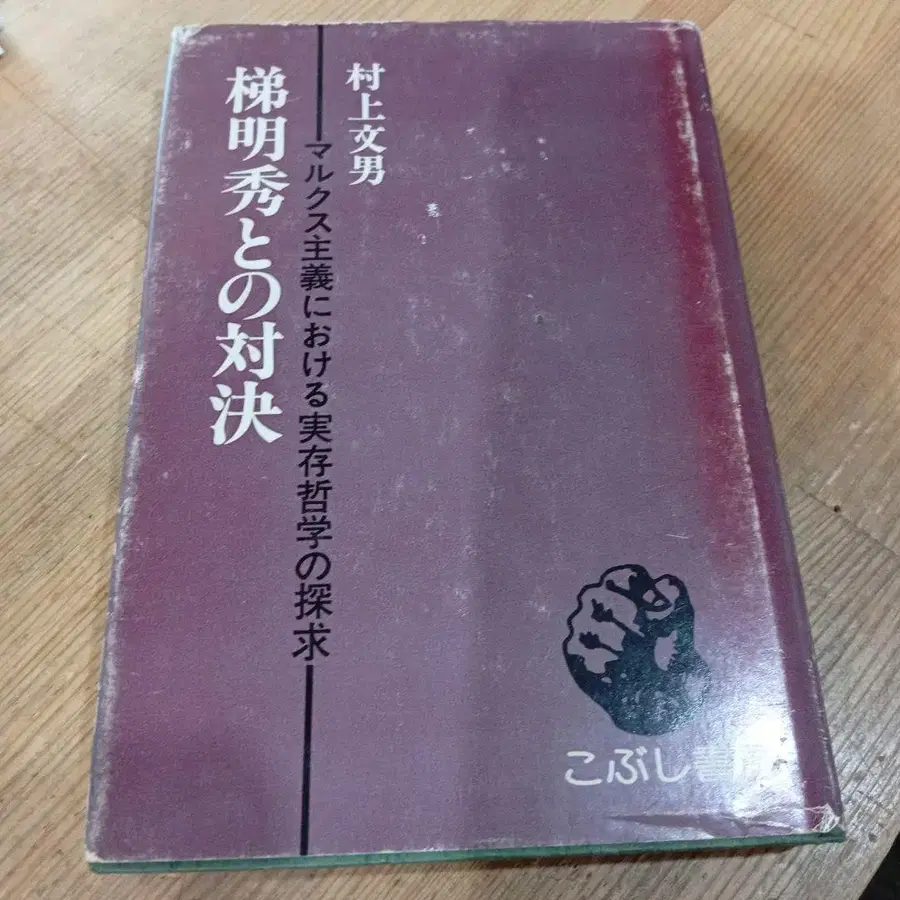 村上文男
マルクス主義における実存哲学の探求
梯明秀との対決
こぶし書房